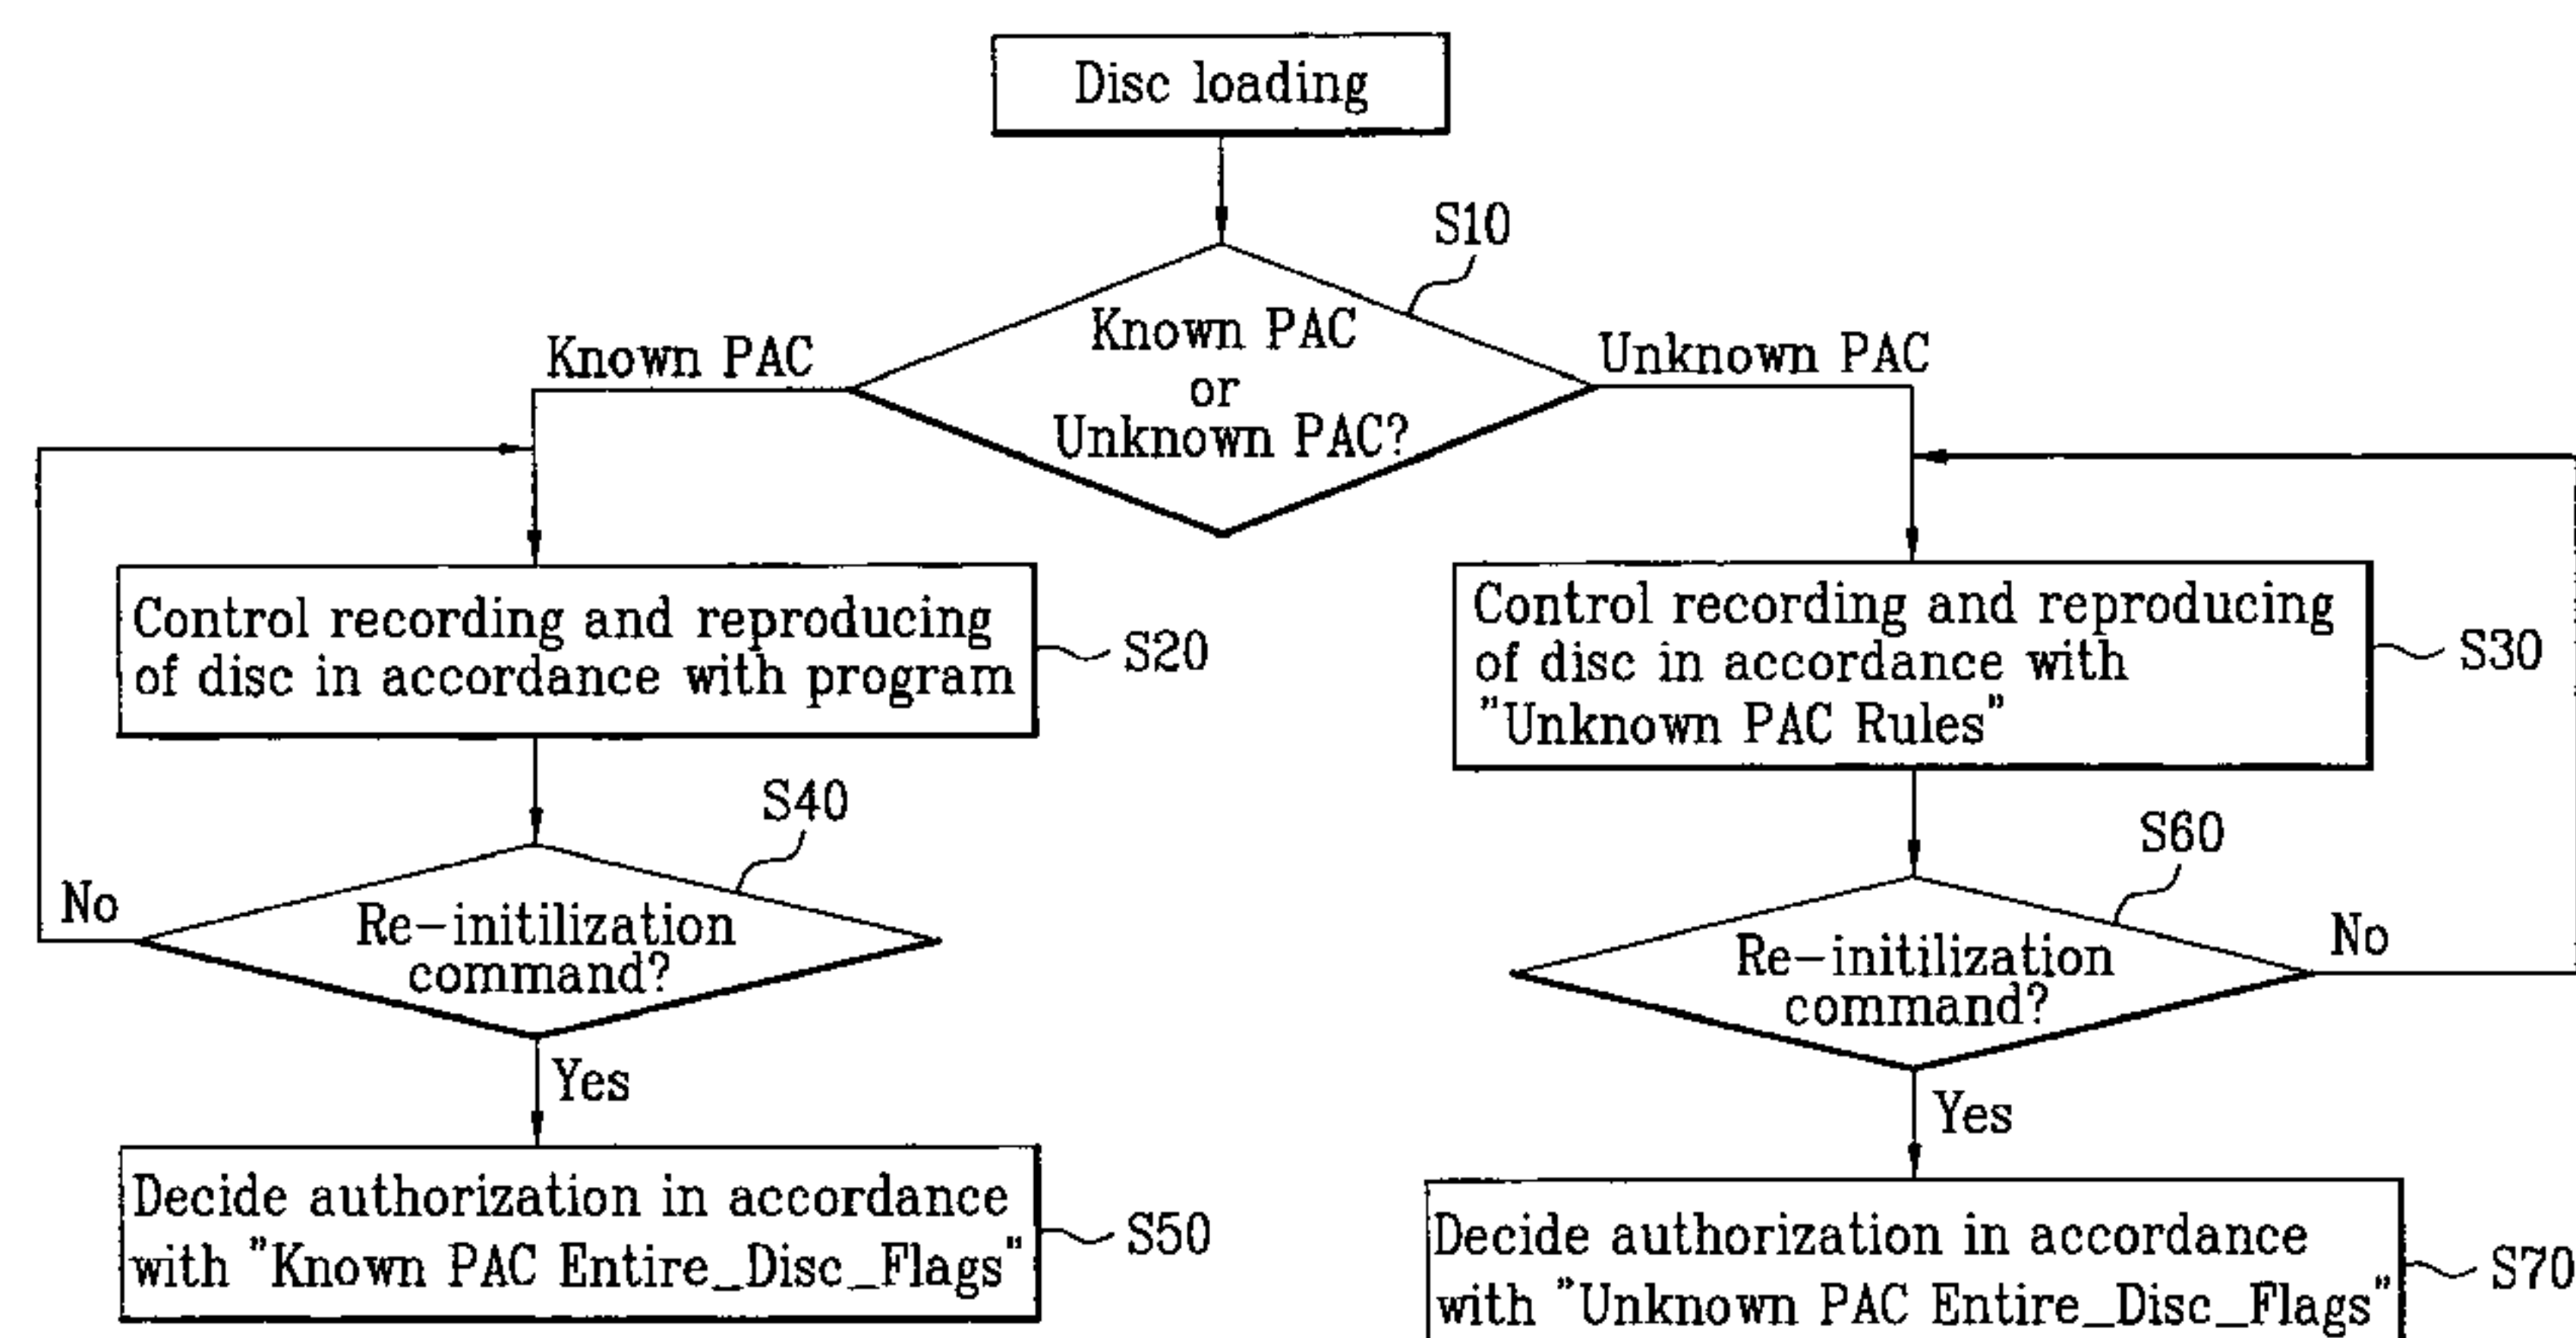 Disc loading
S10
Known PAC
or
Unknown PAC?
Known PAC
Unknown PAC
Control recording and reproducing
of disc in accordance with program
S20
Control recording and reproducing
of disc in accordance with
"Unknown PAC Rules"
S30
S40
Re-initilization
command?
No
Yes
S60
Re-initilization
command?
No
Yes
Decide authorization in accordance
with "Known PAC Entire_Disc_Flags"
S50
Decide authorization in accordance
with "Unknown PAC Entire_Disc_Flags"
S70